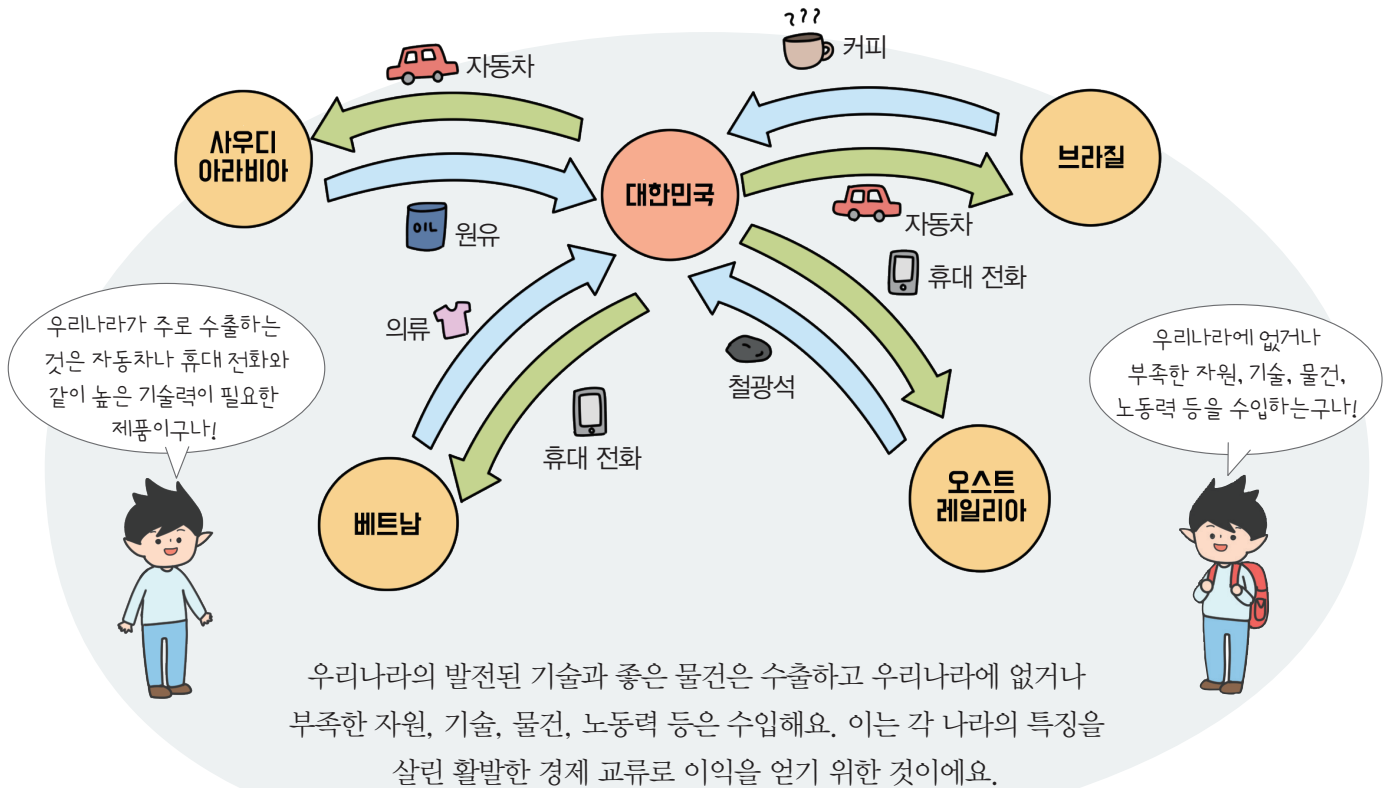 커피
자동차
사우디
아라비아
브라질
대한민국
OIL
원유
자동차
휴대 전화
의류
철광석
휴대 전화
베트남
오스트
레일리아
우리나라가 주로 수출하는
것은 자동차나 휴대 전화와
같이 높은 기술력이 필요한
제품이구나!
우리나라에 없거나
부족한 자원, 기술, 물건,
노동력 등을 수입하는구나!
우리나라의 발전된 기술과 좋은 물건은 수출하고 우리나라에 없거나
부족한 자원, 기술, 물건, 노동력 등은 수입해요. 이는 각 나라의 특징을
살린 활발한 경제 교류로 이익을 얻기 위한 것이에요.